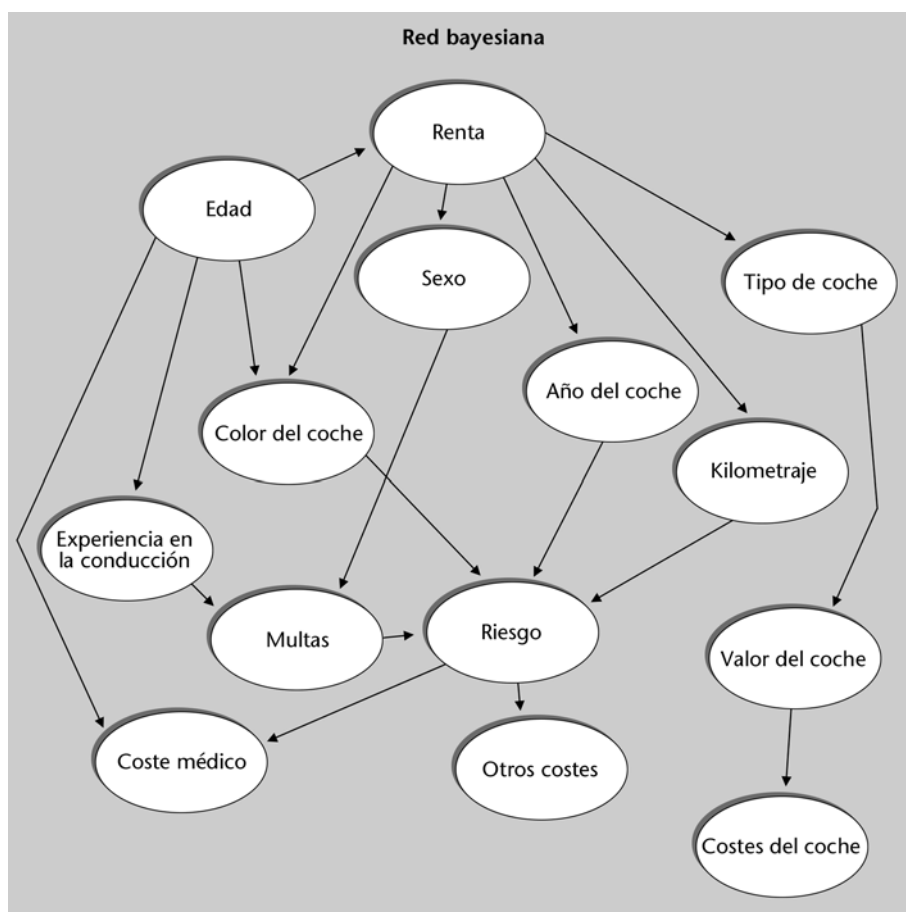 Red bayesiana
Renta
Edad
Sexo
Tipo de coche
Año del coche
Color del coche
Kilometraje
Experiencia en
la conducción
Multas
Riesgo
Valor del coche
Coste médico
Otros costes
Costes del coche